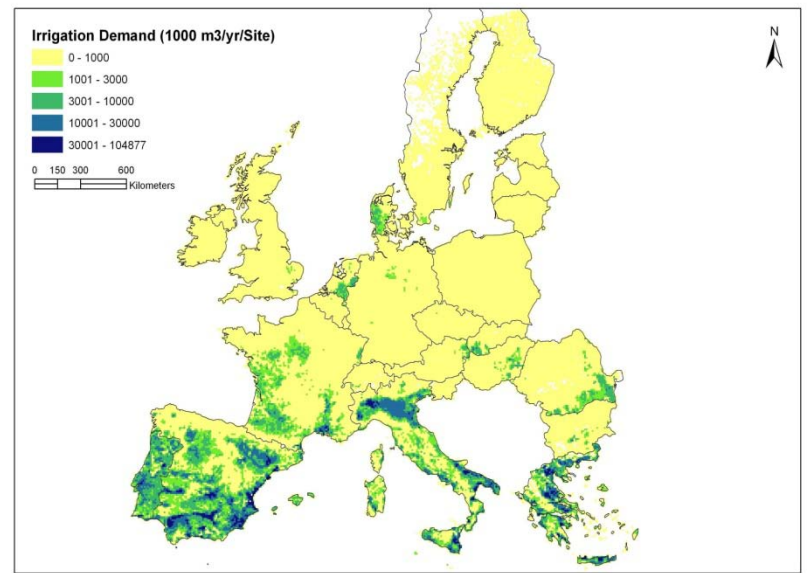 Irrigation Demand (1000 m3/yr/Site)
0 - 1000
1001 - 3000
3001 - 10000
10001 - 30000
30001 - 104877
0 150 300 600
Kilometers
N